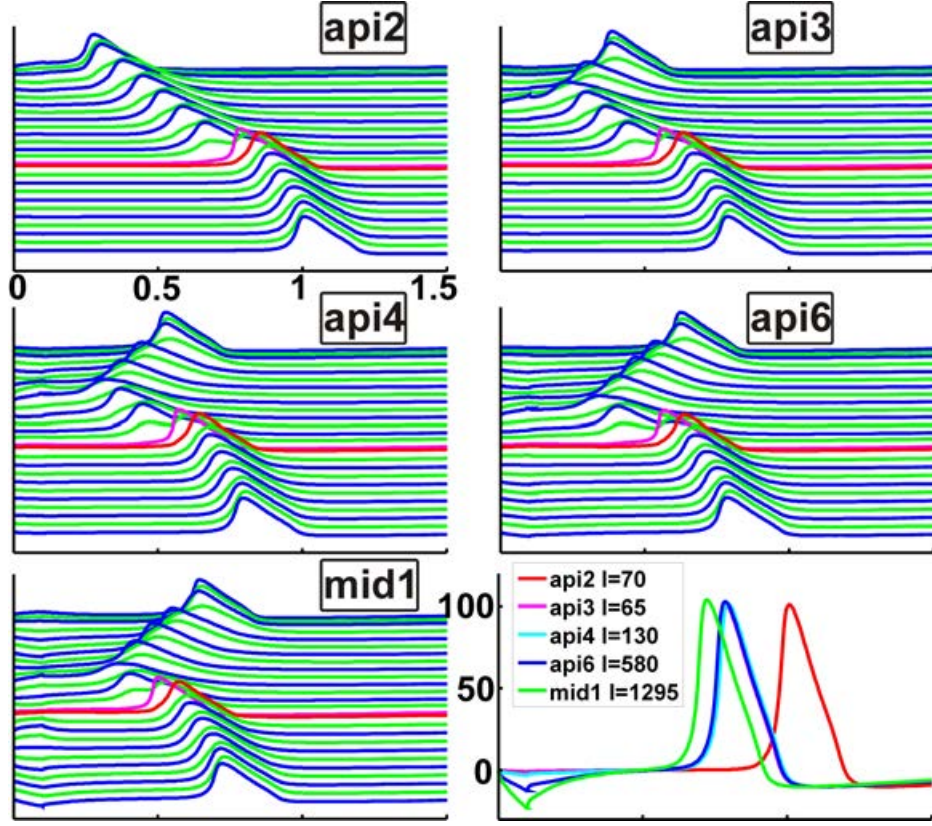 api2
api3
0 0.5 1 1.5
api4
api6
mid1
api2 I=70
api3 I=65
api4 I=130
api6 I=580
mid1 I=1295
100
50
0